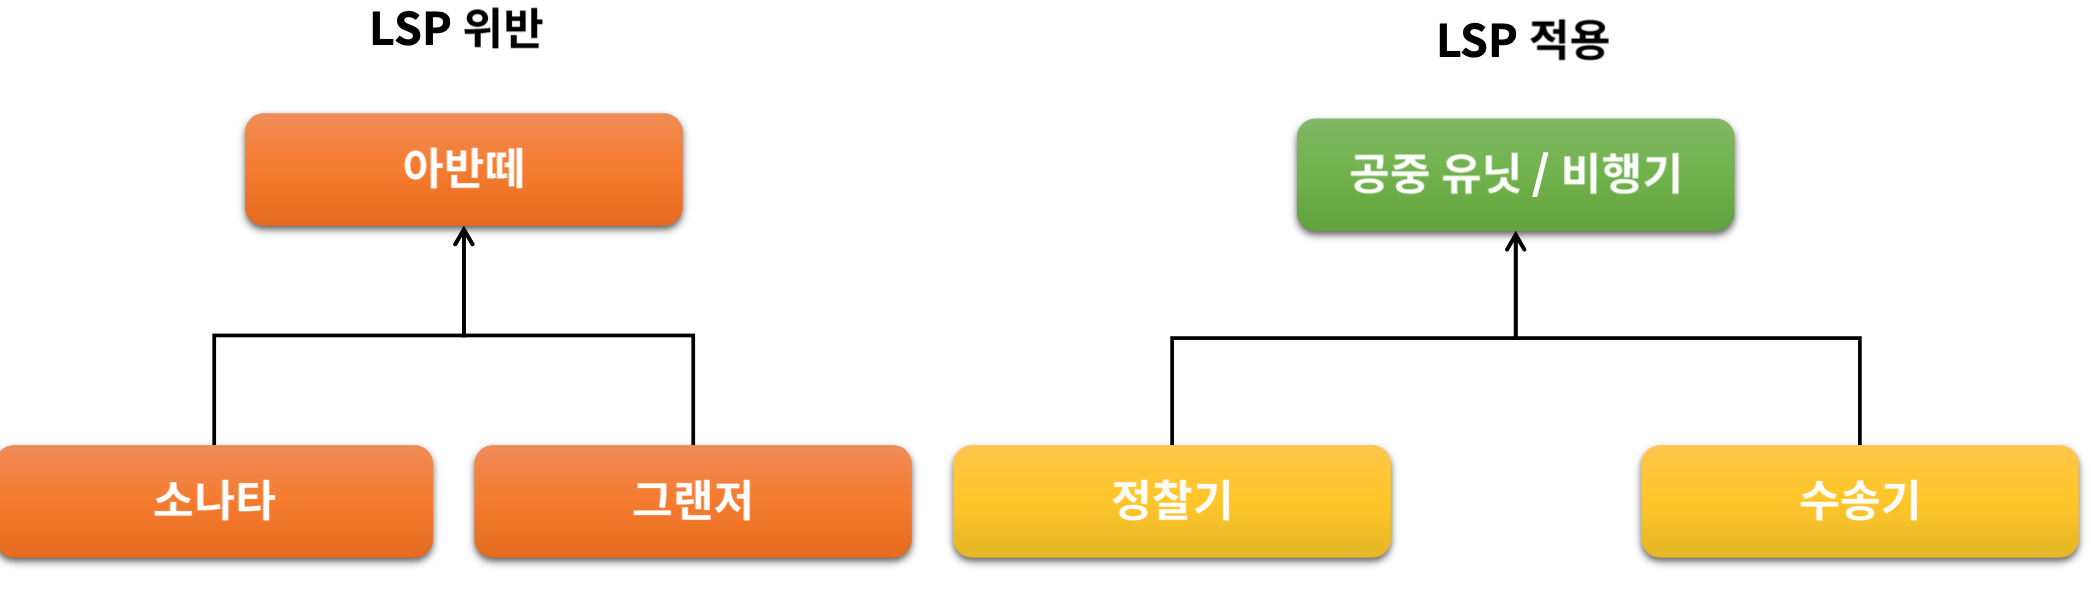 LSP 위반
아반떼
소나타
그랜저
LSP 적용
공중 유닛 / 비행기
정찰기
수송기